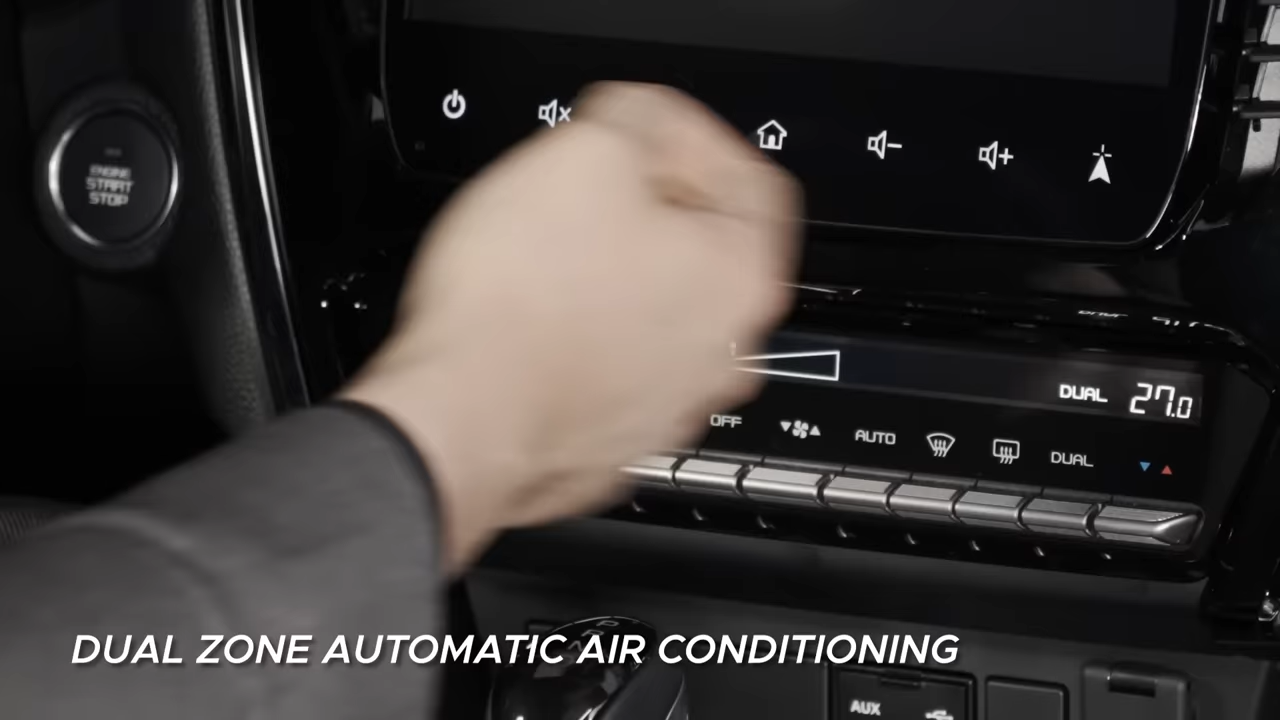 ENGINE
START
STOP
DUAL 27.0
OFF AUTO DUAL
DUAL ZONE AUTOMATIC AIR CONDITIONING
P
AUX